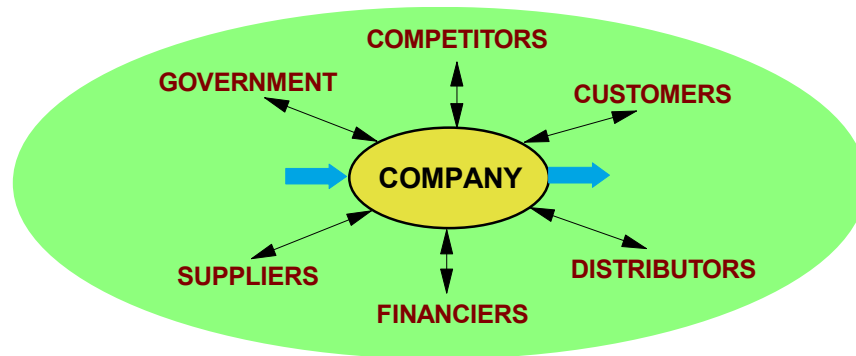 COMPETITORS
GOVERNMENT
CUSTOMERS
COMPANY
SUPPLIERS
DISTRIBUTORS
FINANCIERS